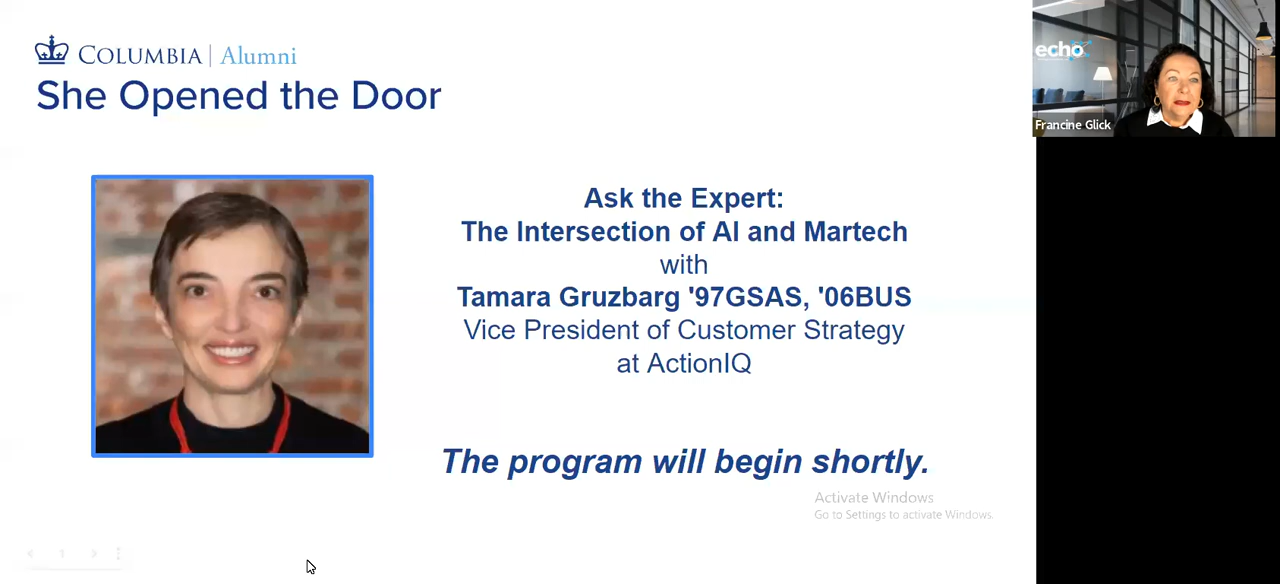 COLUMBIA | Alumni
She Opened the Door
Ask the Expert:
The Intersection of AI and Martech
with
Tamara Gruzbarg '97GSAS, '06BUS
Vice President of Customer Strategy
at ActionIQ
The program will begin shortly.
Activate Windows
Go to Settings to activate Windows.
1
echo
Francine Glick